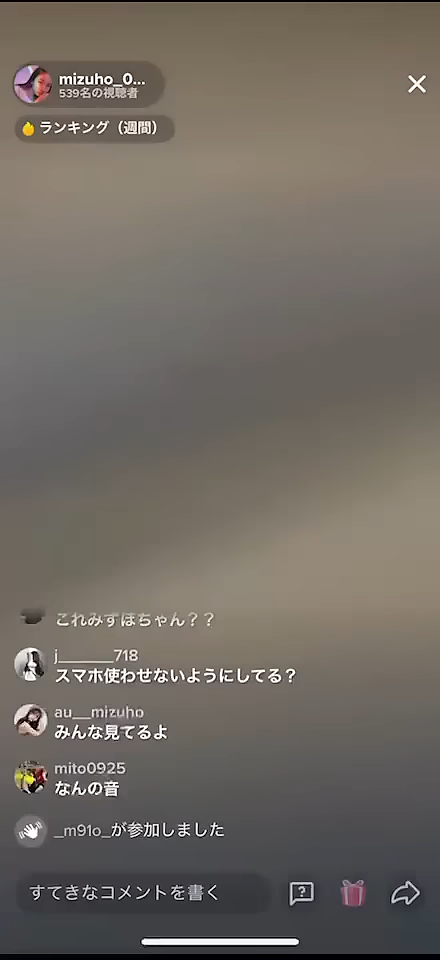 mizuho_0...
539名の視聴者
ランキング（週間）
これみずほちゃん？？
j______718
スマホ使わせないようにしてる？
au__mizuho
みんな見てるよ
mito0925
なんの音
_m91o_が参加しました
すてきなコメントを書く